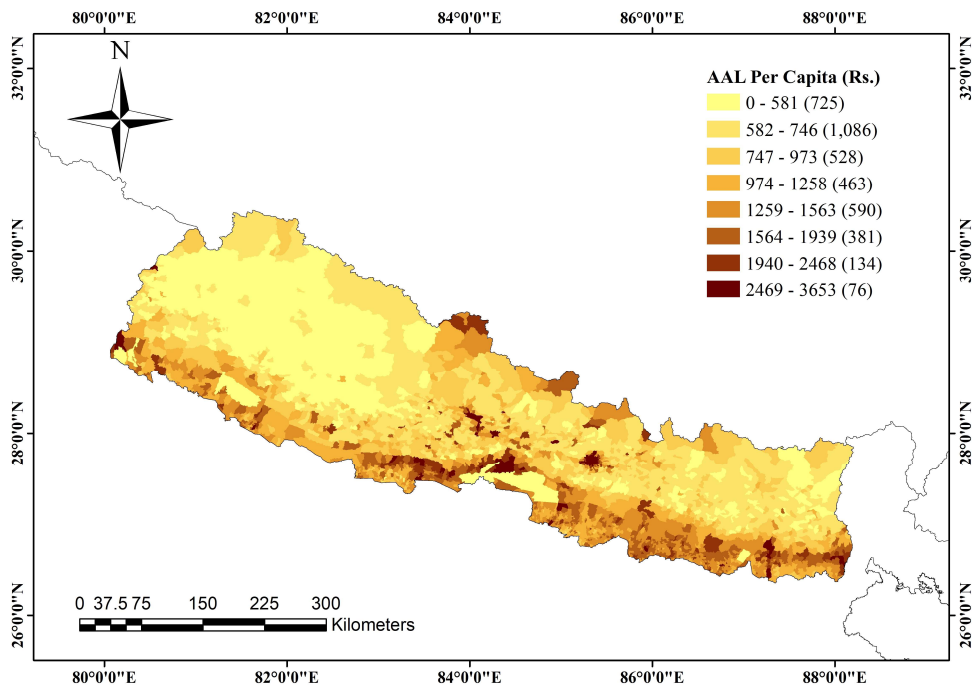 80°0'0"E 82°0'0"E 84°0'0"E 86°0'0"E 88°0'0"E
N
32°0'0"N
30°0'0"N
28°0'0"N
26°0'0"N
AAL Per Capita (Rs.)
0 - 581 (725)
582 - 746 (1,086)
747 - 973 (528)
974 - 1258 (463)
1259 - 1563 (590)
1564 - 1939 (381)
1940 - 2468 (134)
2469 - 3653 (76)
32°0'0"N
30°0'0"N
28°0'0"N
26°0'0"N
0 37.5 75 150 225 300
Kilometers
80°0'0"E 82°0'0"E 84°0'0"E 86°0'0"E 88°0'0"E